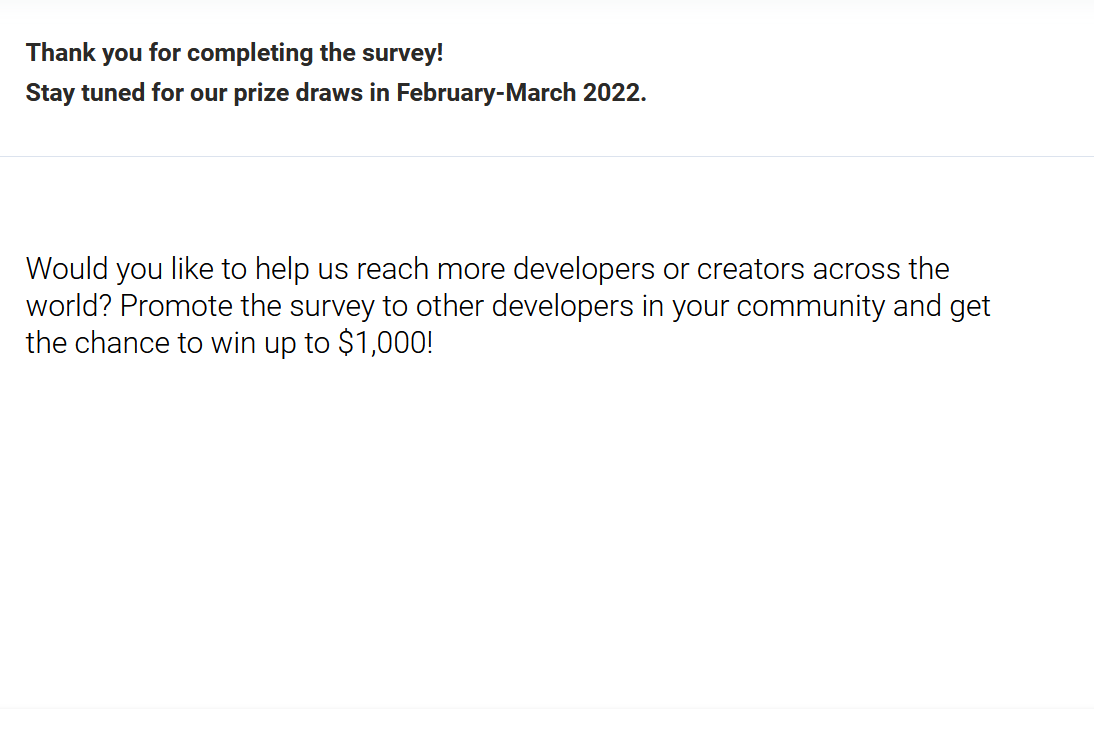 Thank you for completing the survey!
Stay tuned for our prize draws in February-March 2022.
Would you like to help us reach more developers or creators across the
world? Promote the survey to other developers in your community and get
the chance to win up to $1,000!